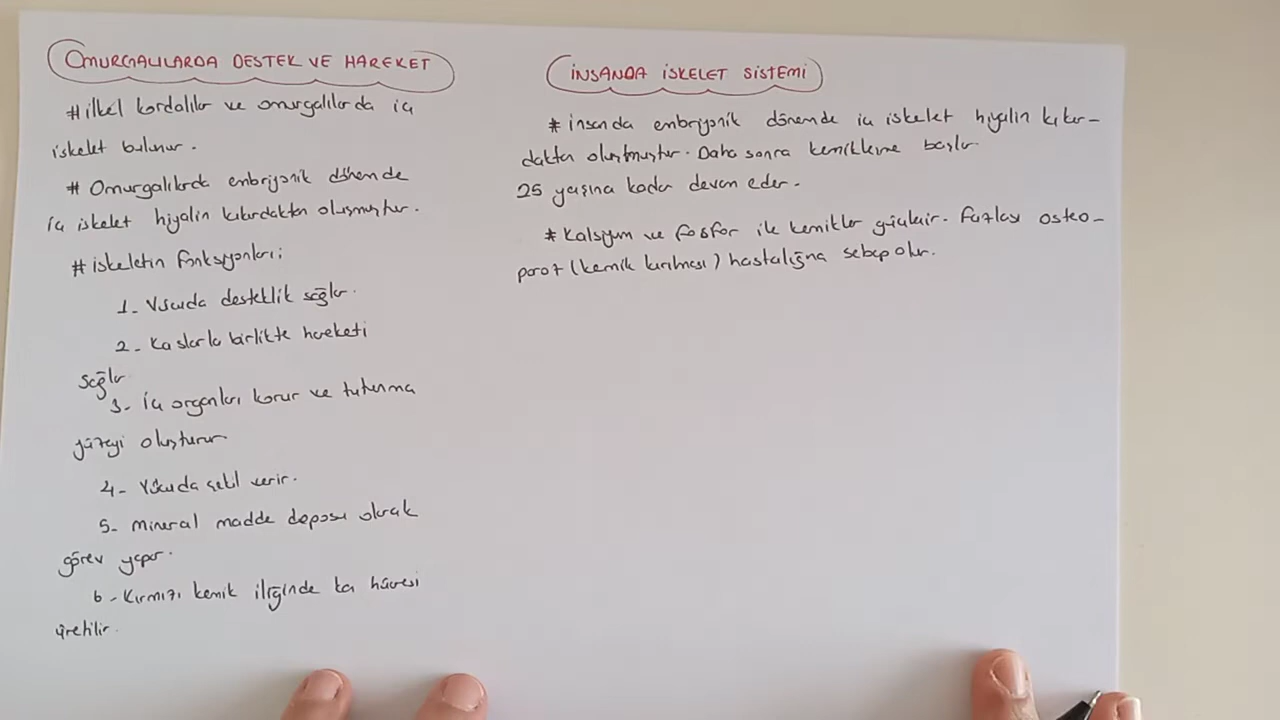 OMURGALILARDA DESTEK VE HAREKET
# ilkel kordalılar ve omurgalılarda iç
iskelet bulunur.
# Omurgalılarda embriyonik dönemde
iç iskelet hiyalin kıkırdaktan oluşmuştur.
# iskeletin fonksiyonları;
1- Vücuda desteklik sağlar.
2- Kaslarla birlikte hareketi
sağlar
3- İç organları korur ve tutunma
yüzeyi oluşturur
4- Vücuda şekil verir.
5- Mineral madde deposu olarak
görev yapar.
6- Kırmızı kemik iliğinde kan hücresi
üretilir.
İNSANDA İSKELET SİSTEMİ
* İnsanda embriyonik dönemde iç iskelet hiyalin kıkır-
daktan oluşmuştur. Daha sonra kemikleşme başlar.
25 yaşına kadar devam eder.
* Kalsiyum ve fosfor ile kemikler güçlenir. Fazlası osteo-
poroz (kemik kırılması) hastalığına sebep olur.